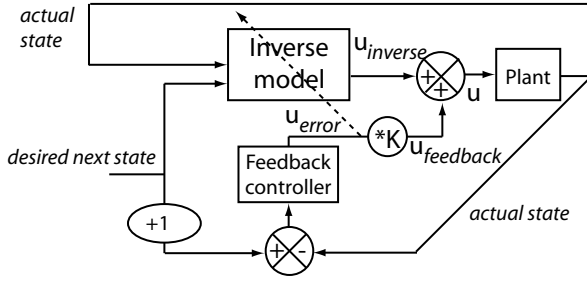 actual
state
Inverse
model
u inverse
+
+
u
Plant
u error
*K
u feedback
desired next state
Feedback
controller
+1
+
-
actual state